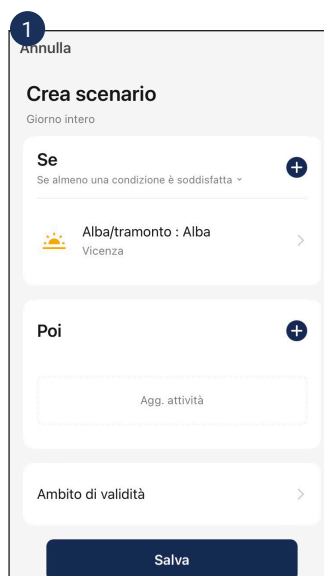 1
Annulla
Crea scenario
Giorno intero
Se
Se almeno una condizione è soddisfatta
Alba/tramonto : Alba
Vicenza
Poi
Agg. attività
Ambito di validità
Salva